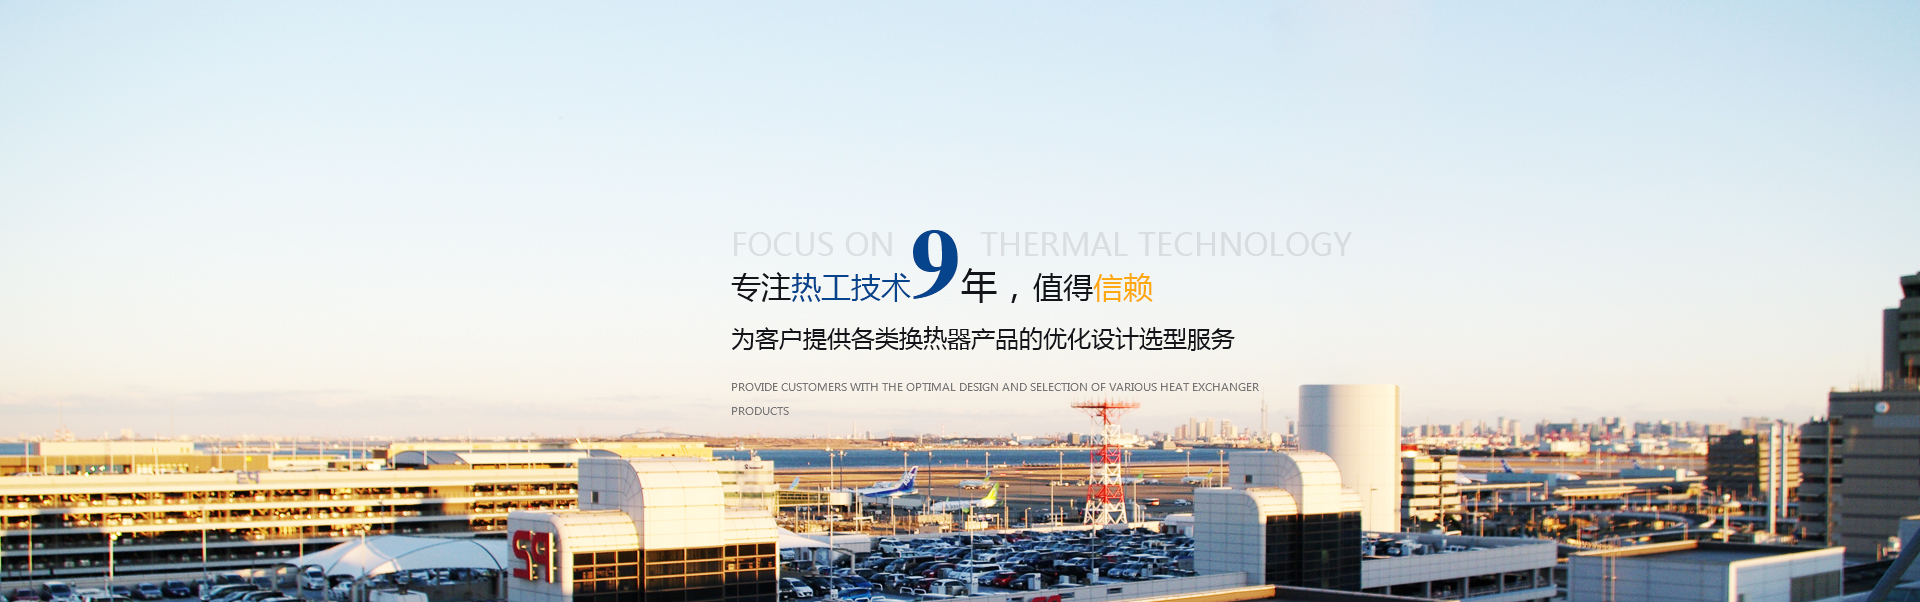 FOCUS ON THERMAL TECHNOLOGY
专注热工技术9年，值得信赖
为客户提供各类换热器产品的优化设计选型服务
PROVIDE CUSTOMERS WITH THE OPTIMAL DESIGN AND SELECTION OF VARIOUS HEAT EXCHANGER
PRODUCTS